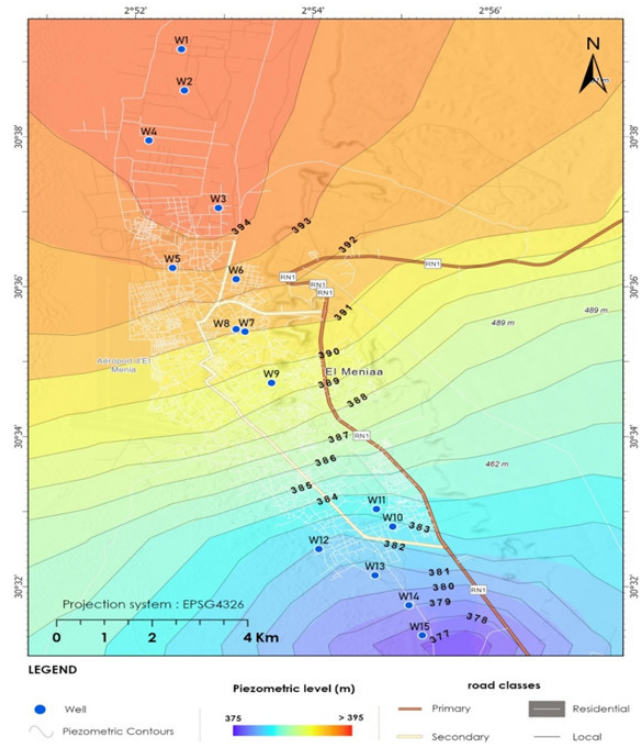 2°52 2°54 2°56
W1
N
W2
30°38 30°38
W4
W3
394 393 392
W5 W6 RN1
30°36 RN1 30°36
RN1
391
W8 W7
489 m 489 m
390
Aéroport d'El
Menia
389 El Meniaa
W9
388
30°34 387 RN1 30°34
386 462 m
385
384
W11
W10 383
W12 382
W13 381
30°32 380 RN1 30°32
W14 379
Projection system : EPSG4326
378
W15
377
0 2 4 Km
LEGEND
Well
Piezometric Contours
Piezometric level (m)
375 > 395
road classes
Primary Residential
Secondary Local